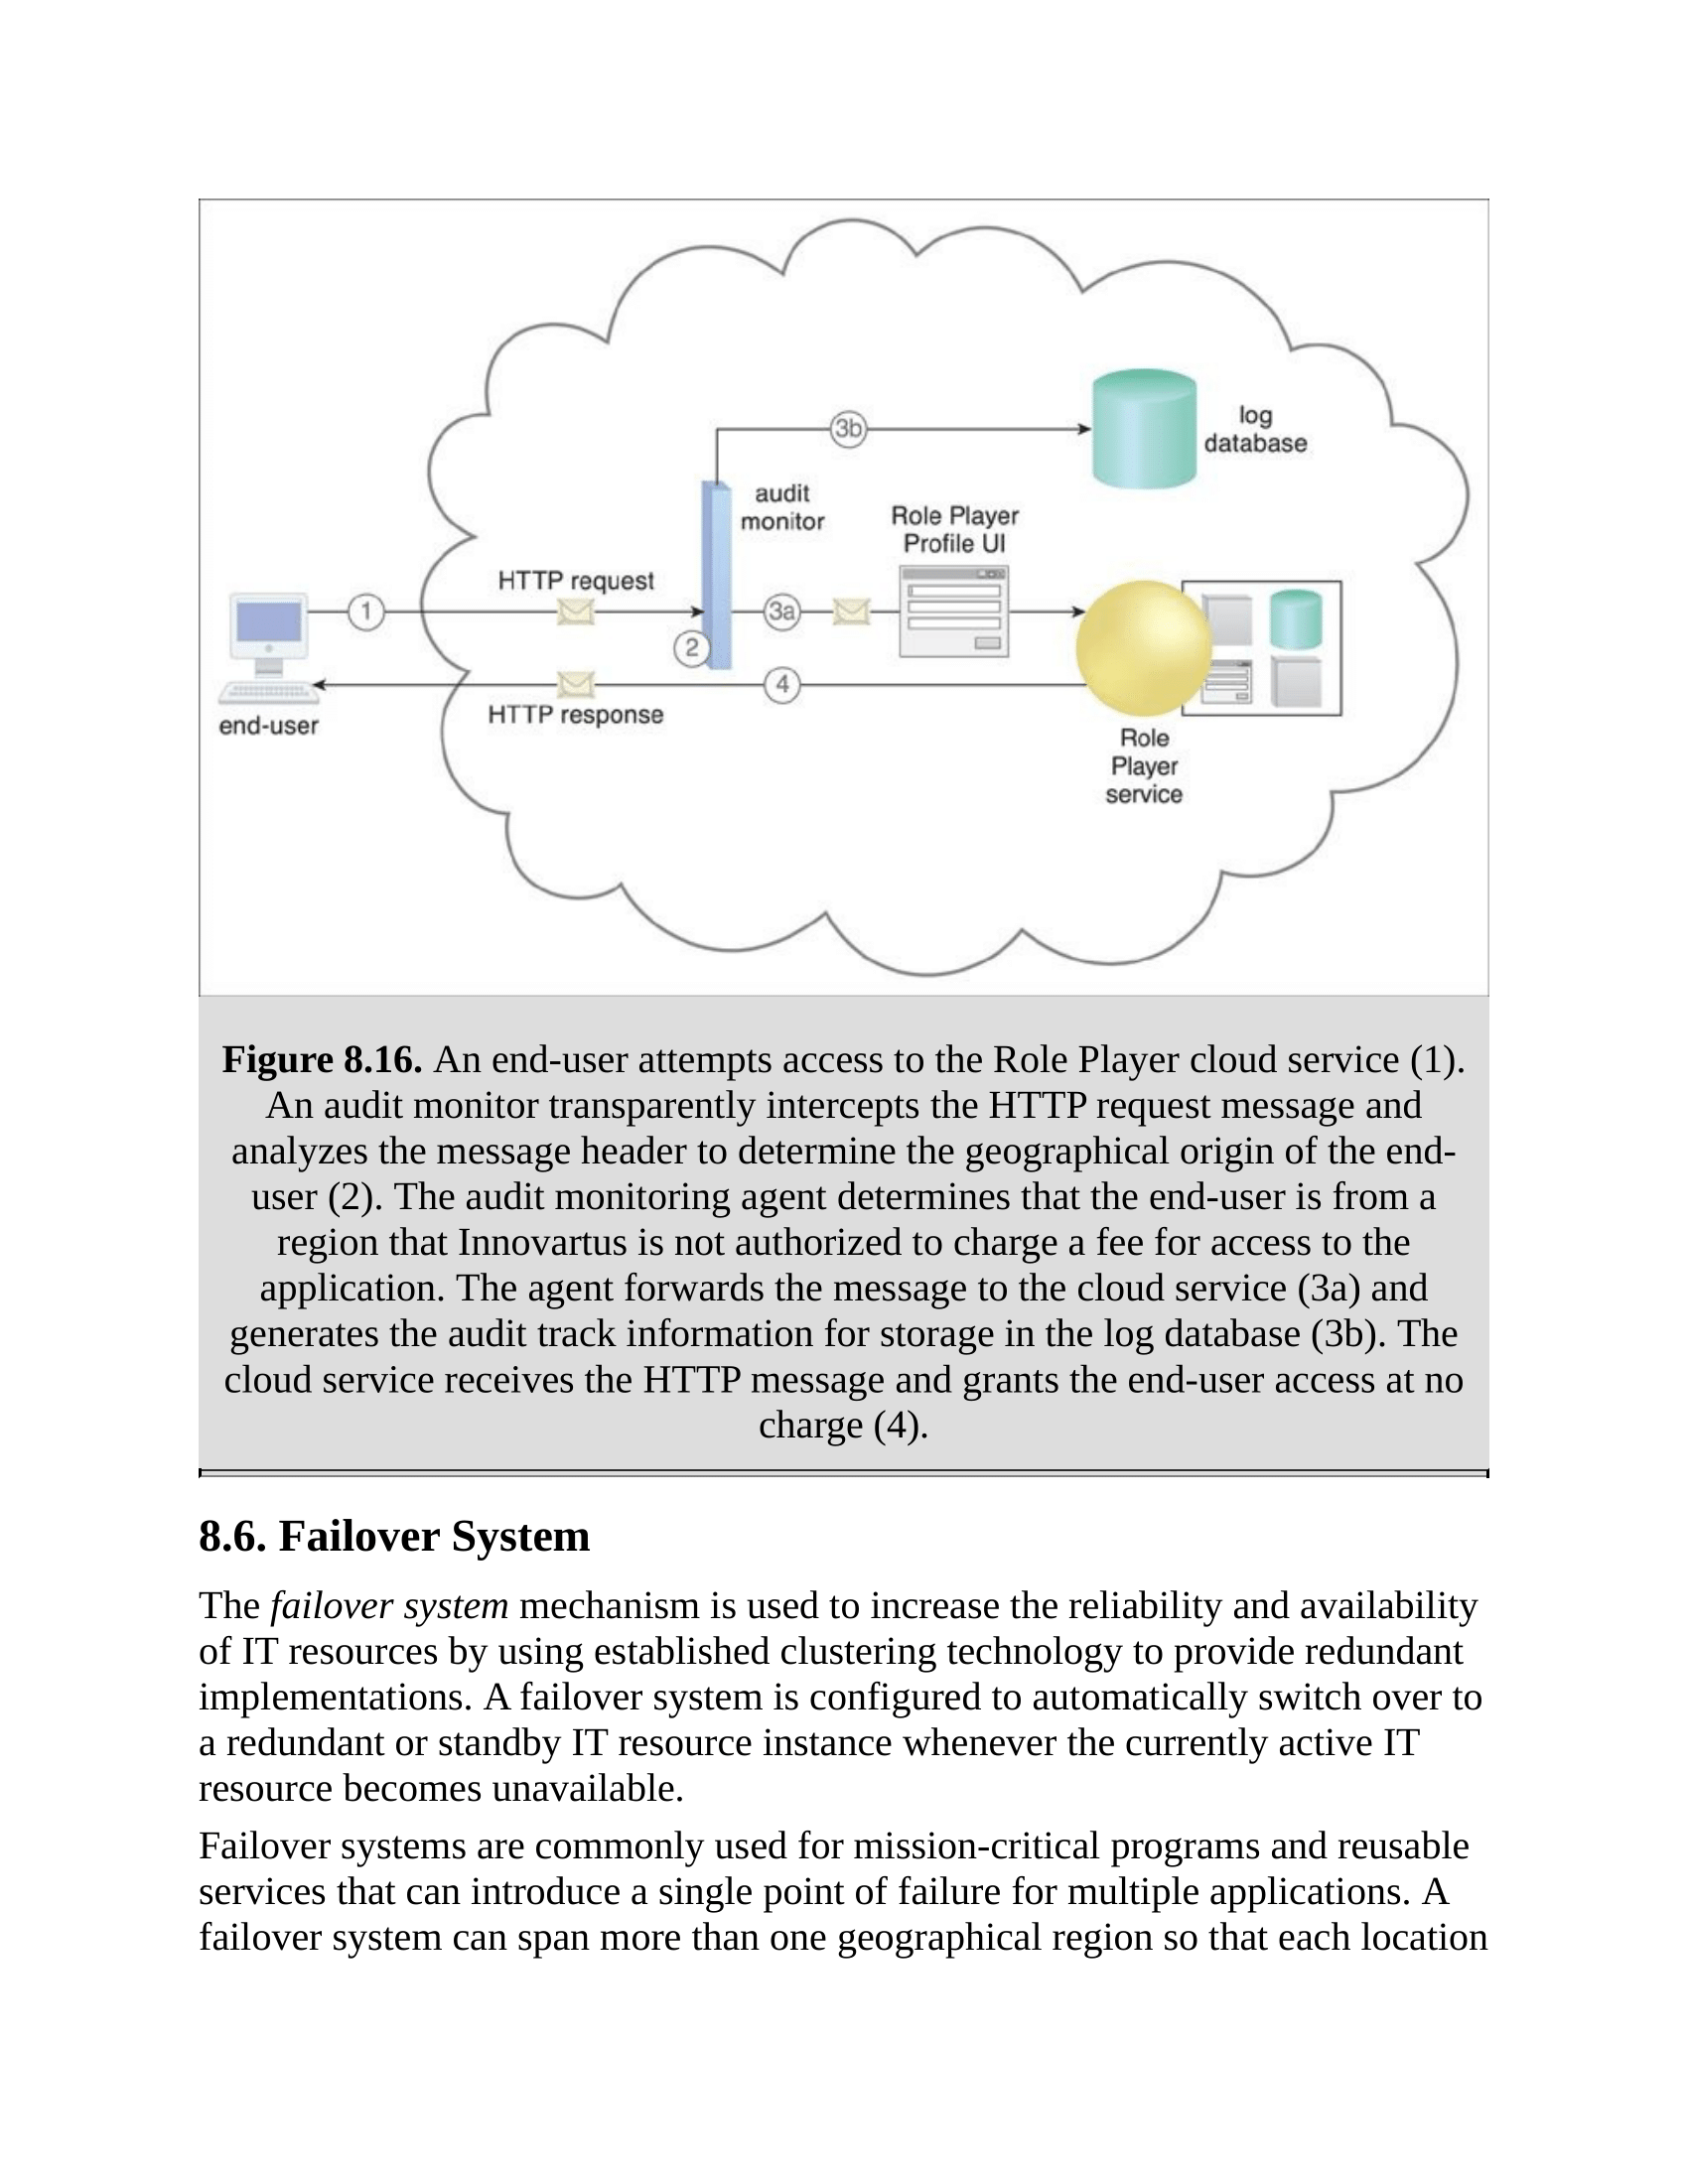 3b
log
database
audit
monitor
Role Player
Profile UI
HTTP request
1
3a
2
4
HTTP response
end-user
Role
Player
service
Figure 8.16. An end-user attempts access to the Role Player cloud service (1).
An audit monitor transparently intercepts the HTTP request message and
analyzes the message header to determine the geographical origin of the end-
user (2). The audit monitoring agent determines that the end-user is from a
region that Innovartus is not authorized to charge a fee for access to the
application. The agent forwards the message to the cloud service (3a) and
generates the audit track information for storage in the log database (3b). The
cloud service receives the HTTP message and grants the end-user access at no
charge (4).
8.6. Failover System
The failover system mechanism is used to increase the reliability and availability
of IT resources by using established clustering technology to provide redundant
implementations. A failover system is configured to automatically switch over to
a redundant or standby IT resource instance whenever the currently active IT
resource becomes unavailable.
Failover systems are commonly used for mission-critical programs and reusable
services that can introduce a single point of failure for multiple applications. A
failover system can span more than one geographical region so that each location